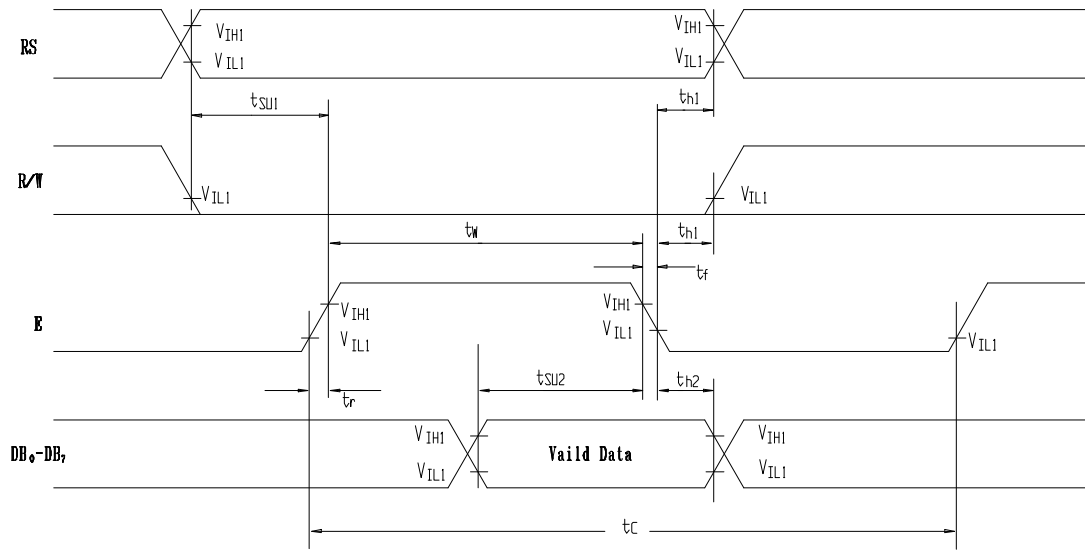 RS
VIH1
VIL1
VIH1
VIL1
tSU1
th1
R/W
VIL1
VIL1
tW
th1
tf
E
VIH1
VIL1
VIH1
VIL1
VIL1
tr
tSU2
th2
DB0-DB7
VIH1
VIL1
Vaild Data
VIH1
VIL1
tC